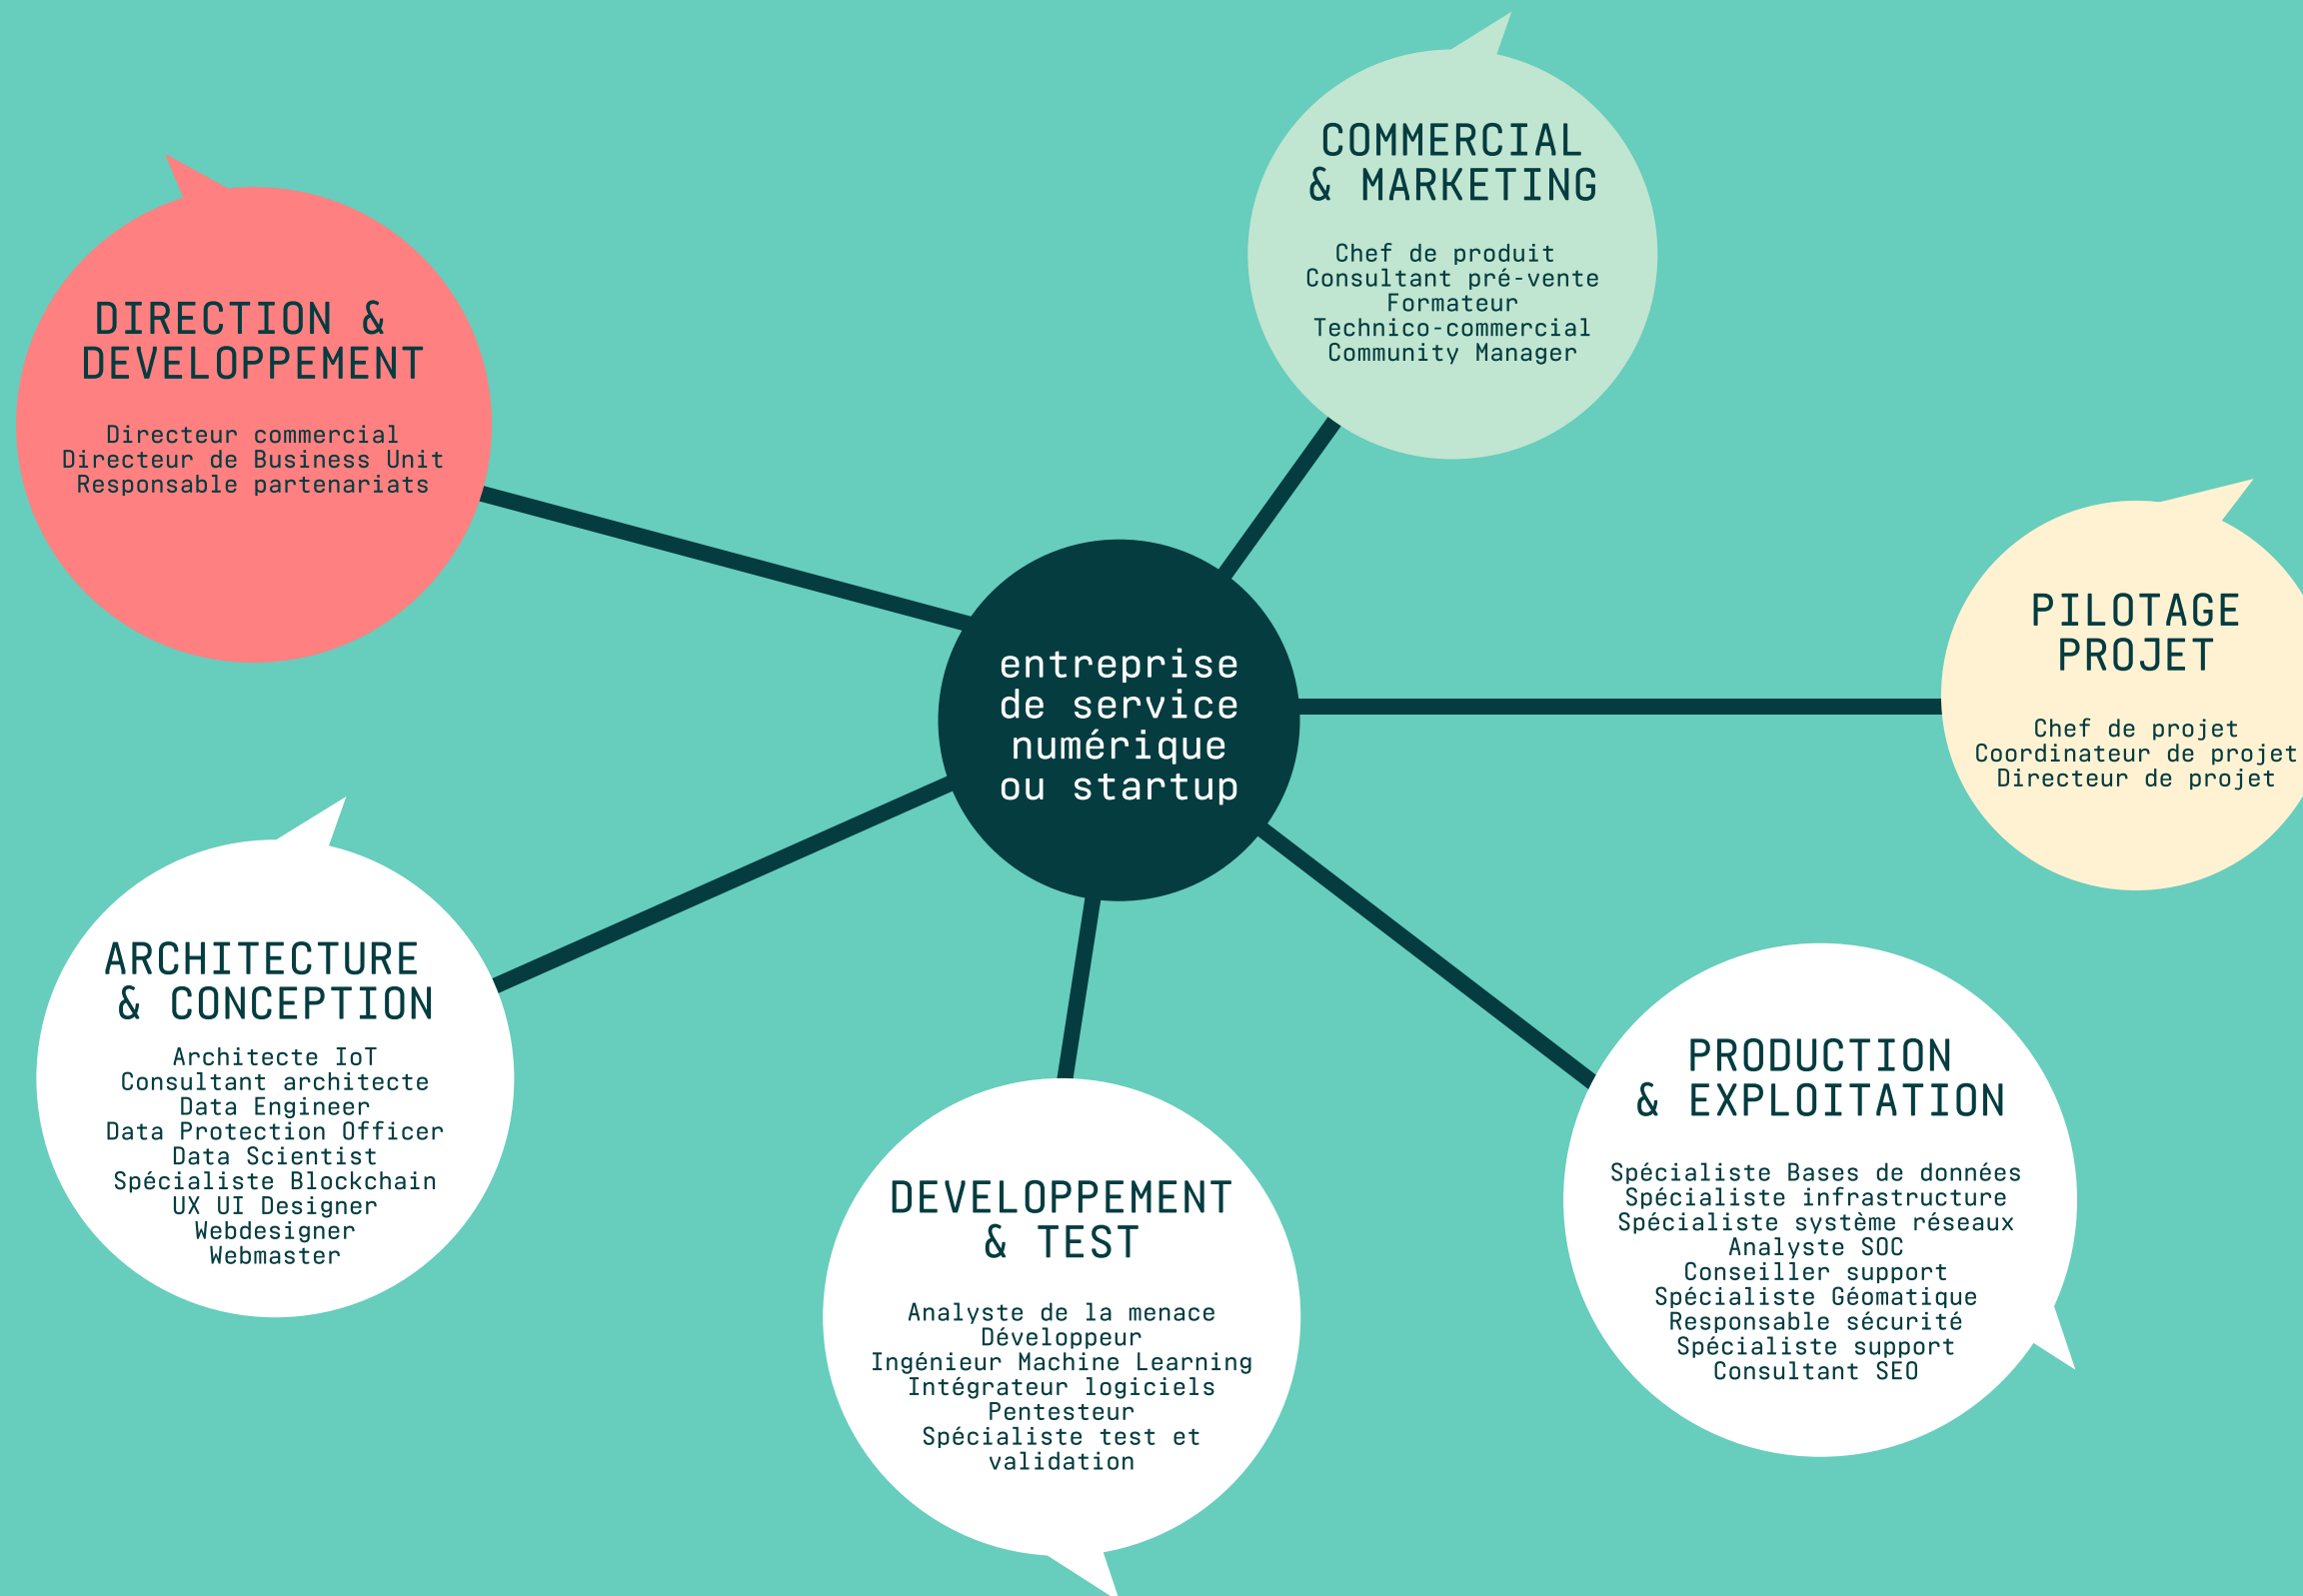 COMMERCIAL
& MARKETING
Chef de produit
Consultant pré-vente
Formateur
Technico-commercial
Community Manager
DIRECTION &
DEVELOPPEMENT
Directeur commercial
Directeur de Business Unit
Responsable partenariats
PILOTAGE
PROJET
Chef de projet
Coordinateur de projet
Directeur de projet
entreprise
de service
numérique
ou startup
ARCHITECTURE
& CONCEPTION
Architecte IoT
Consultant architecte
Data Engineer
Data Protection Officer
Data Scientist
Spécialiste Blockchain
UX UI Designer
Webdesigner
Webmaster
DEVELOPPEMENT
& TEST
Analyste de la menace
Développeur
Ingénieur Machine Learning
Intégrateur logiciels
Pentesteur
Spécialiste test et
validation
PRODUCTION
& EXPLOITATION
Spécialiste Bases de données
Spécialiste infrastructure
Spécialiste système réseaux
Analyste SOC
Conseiller support
Spécialiste Géomatique
Responsable sécurité
Spécialiste support
Consultant SEO